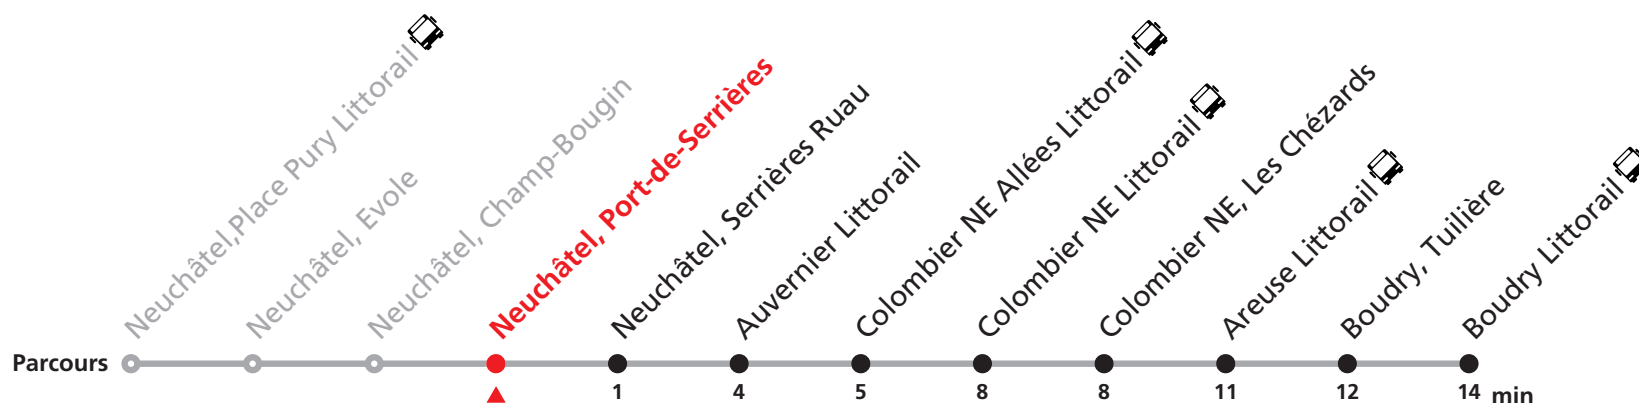 Neuchâtel,Place Pury Littorail
Neuchâtel, Evole
Neuchâtel, Champ-Bougin
Neuchâtel, Port-de-Serrières
Neuchâtel, Serrières Ruau
Auvernier Littorail
Colombier NE Allées Littorail
Colombier NE Littorail
Colombier NE, Les Chézards
Areuse Littorail
Boudry, Tuilière
Boudry Littorail
Parcours
1 4 5 8 8 11 12 14 min